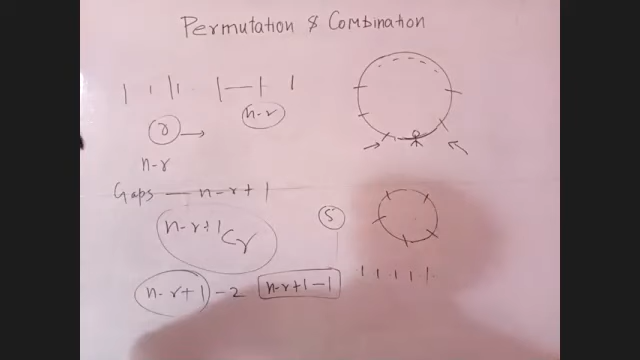 Permutation & Combination
r
n-r
n-r
Gaps — n-r+1
n-r+1Cr
5
n-r+1 -2
n-r+1-1